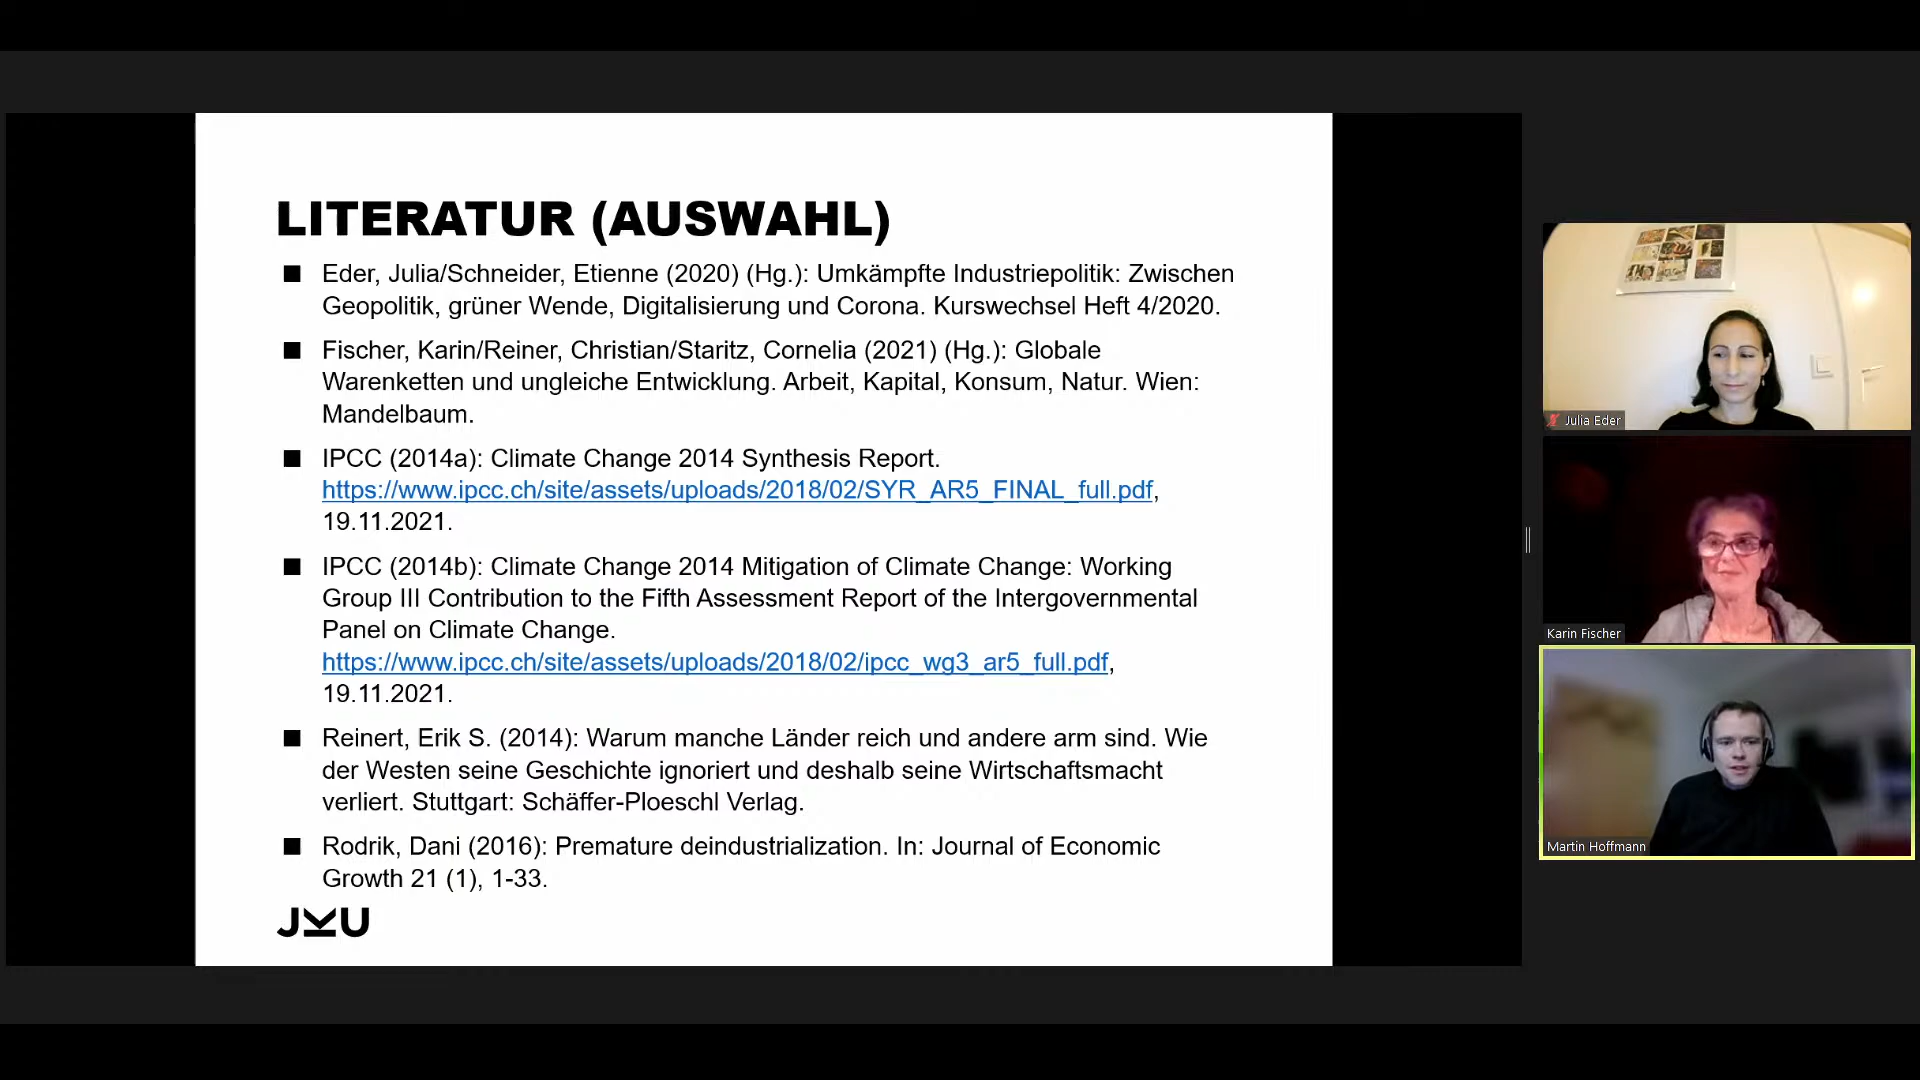 LITERATUR (AUSWAHL)
■ Eder, Julia/Schneider, Etienne (2020) (Hg.): Umkämpfte Industriepolitik: Zwischen
Geopolitik, grüner Wende, Digitalisierung und Corona. Kurswechsel Heft 4/2020.
■ Fischer, Karin/Reiner, Christian/Staritz, Cornelia (2021) (Hg.): Globale
Warenketten und ungleiche Entwicklung. Arbeit, Kapital, Konsum, Natur. Wien:
Mandelbaum.
■ IPCC (2014a): Climate Change 2014 Synthesis Report.
https://www.ipcc.ch/site/assets/uploads/2018/02/SYR_AR5_FINAL_full.pdf,
19.11.2021.
■ IPCC (2014b): Climate Change 2014 Mitigation of Climate Change: Working
Group III Contribution to the Fifth Assessment Report of the Intergovernmental
Panel on Climate Change.
https://www.ipcc.ch/site/assets/uploads/2018/02/ipcc_wg3_ar5_full.pdf,
19.11.2021.
■ Reinert, Erik S. (2014): Warum manche Länder reich und andere arm sind. Wie
der Westen seine Geschichte ignoriert und deshalb seine Wirtschaftsmacht
verliert. Stuttgart: Schäffer-Ploeschl Verlag.
■ Rodrik, Dani (2016): Premature deindustrialization. In: Journal of Economic
Growth 21 (1), 1-33.
JKU
Julia Eder
Karin Fischer
Martin Hoffmann